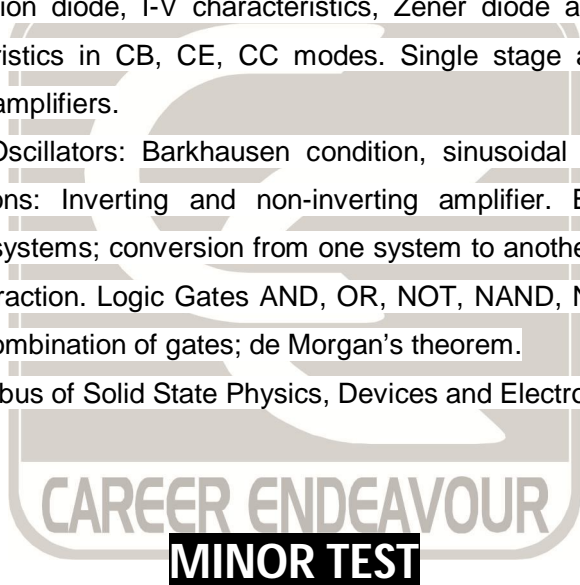 ion diode, I-V characteristics, Zener diode a
ristics in CB, CE, CC modes. Single stage a
amplifiers.
Oscillators: Barkhausen condition, sinusoidal
ons: Inverting and non-inverting amplifier. B
systems; conversion from one system to anothe
raction. Logic Gates AND, OR, NOT, NAND, N
ombination of gates; de Morgan's theorem.
bus of Solid State Physics, Devices and Electro
CAREER ENDEAVOUR
MINOR TEST